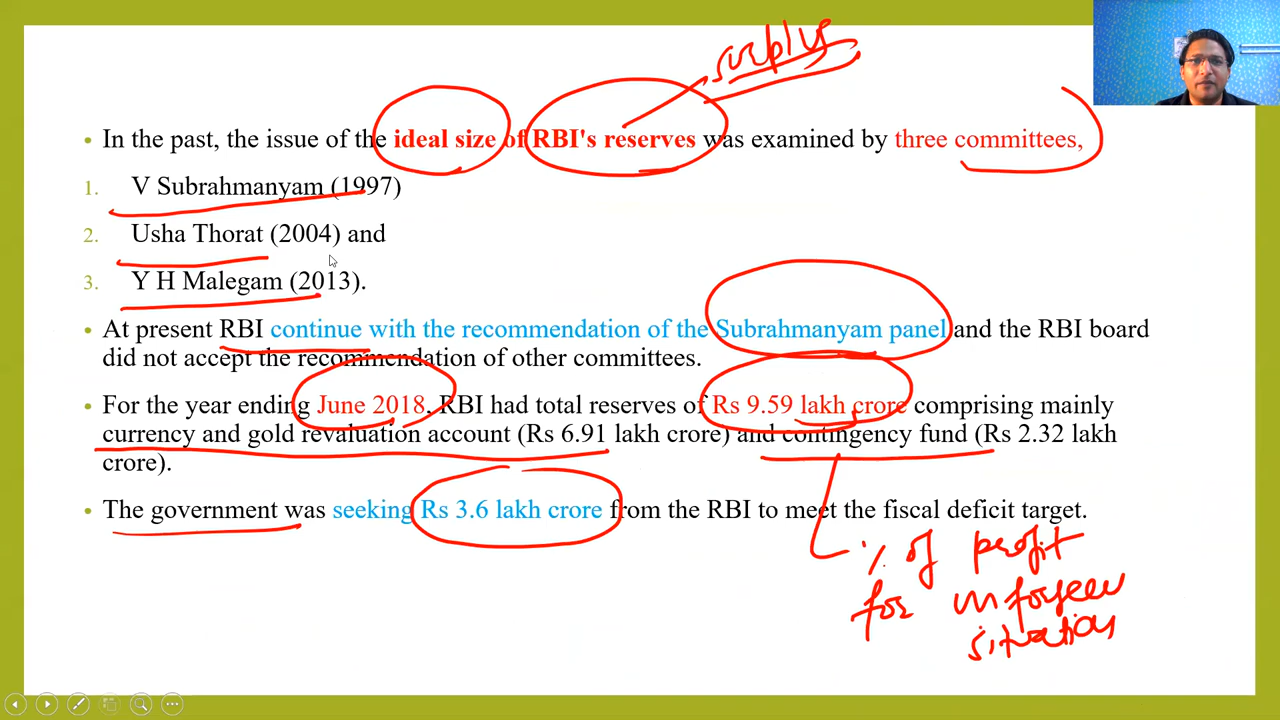 surplus
• In the past, the issue of the ideal size of RBI's reserves was examined by three committees,
1. V Subrahmanyam (1997)
2. Usha Thorat (2004) and
3. Y H Malegam (2013).
• At present RBI continue with the recommendation of the Subrahmanyam panel and the RBI board
did not accept the recommendation of other committees.
• For the year ending June 2018, RBI had total reserves of Rs 9.59 lakh crore comprising mainly
currency and gold revaluation account (Rs 6.91 lakh crore) and contingency fund (Rs 2.32 lakh
crore).
• The government was seeking Rs 3.6 lakh crore from the RBI to meet the fiscal deficit target.
% of profit
for
situation